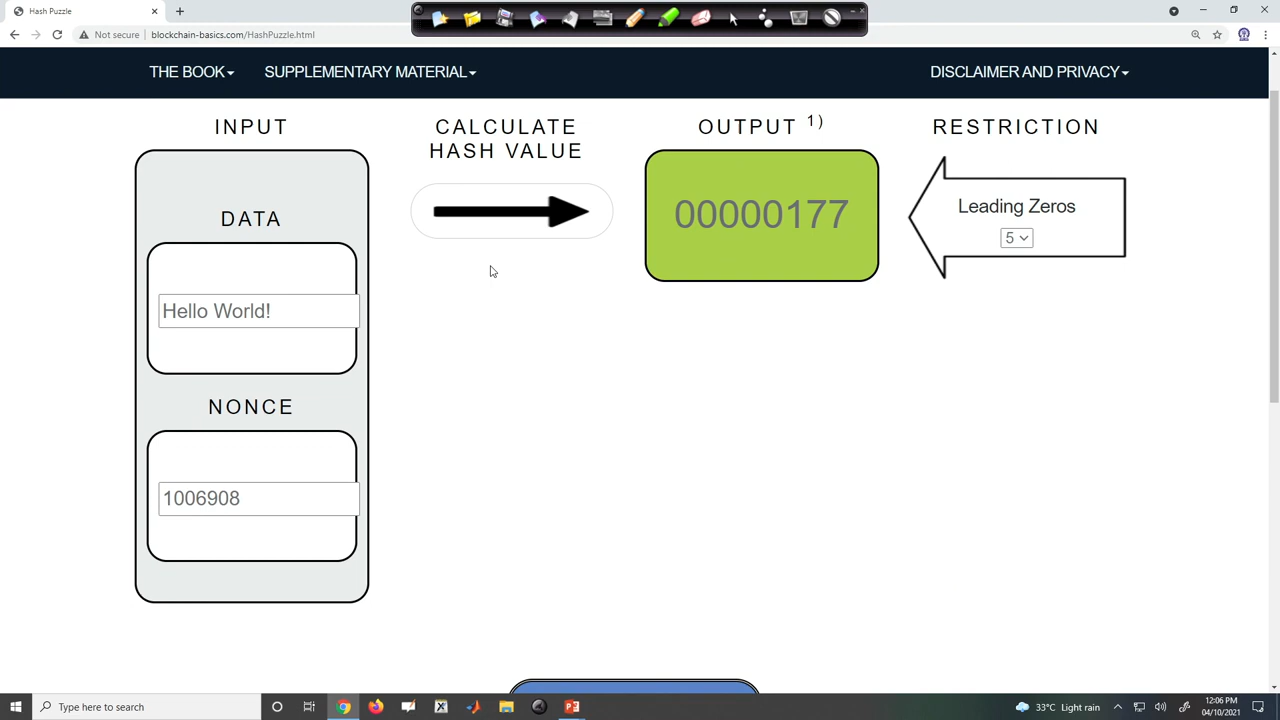 Hash Puzzle
Not secure
blockchain-basics.com/HashPuzzle.html
THE BOOK
SUPPLEMENTARY MATERIAL
DISCLAIMER AND PRIVACY
INPUT
CALCULATE
HASH VALUE
OUTPUT 1)
RESTRICTION
DATA
Hello World!
NONCE
1006908
00000177
Leading Zeros
5
Type here to search
33°C Light rain
12:06 PM
04/10/2021